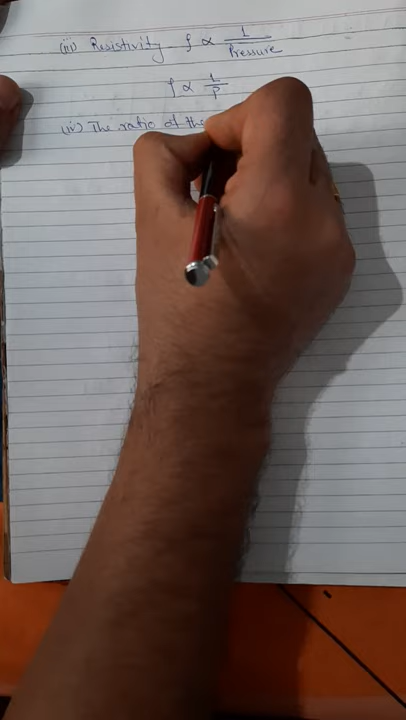 (iii) Resistivity ρ ∝ 1/Pressure
ρ ∝ 1/P
(iv) The ratio of the